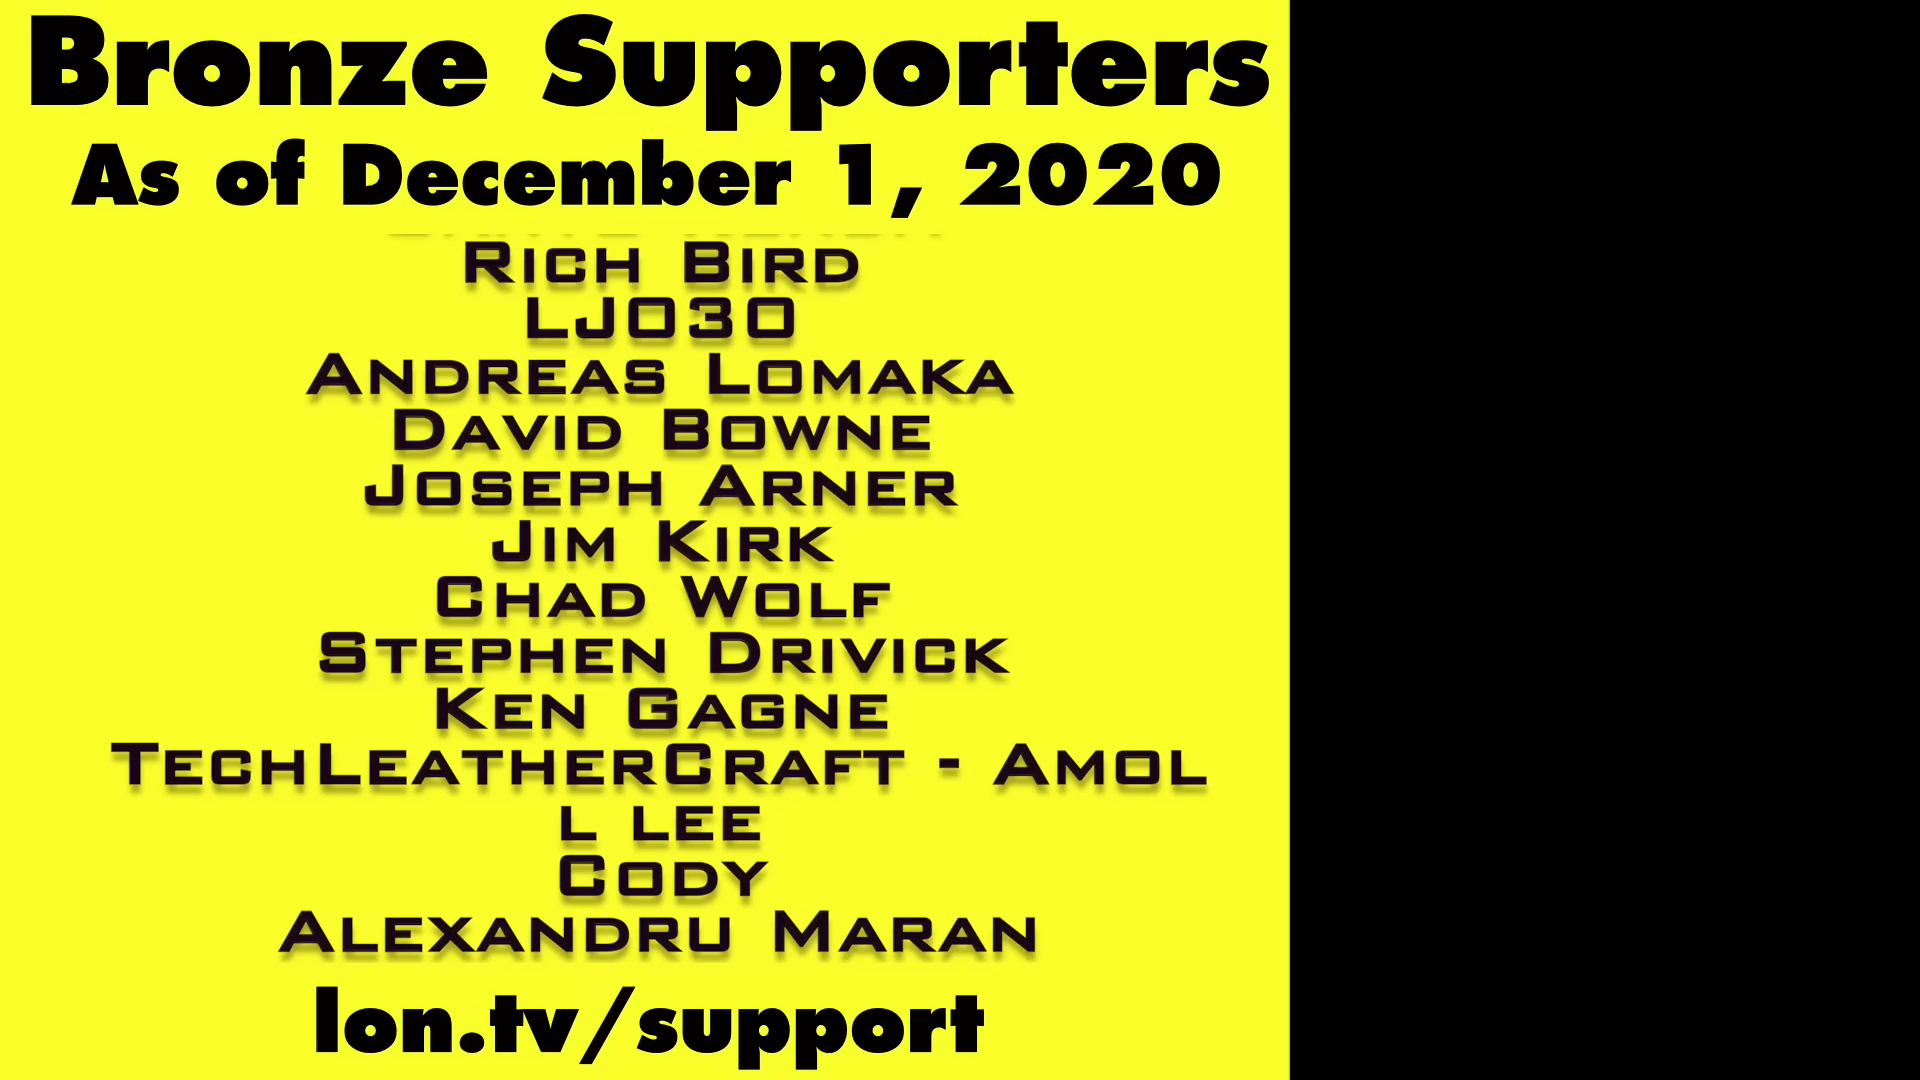 Bronze Supporters
As of December 1, 2020
Rich Bird
LJ030
Andreas Lomaka
David Bowne
Joseph Arner
Jim Kirk
Chad Wolf
Stephen Drivick
Ken Gagne
TechLeatherCraft - Amol
l lee
Cody
Alexandru Maran
lon.tv/support